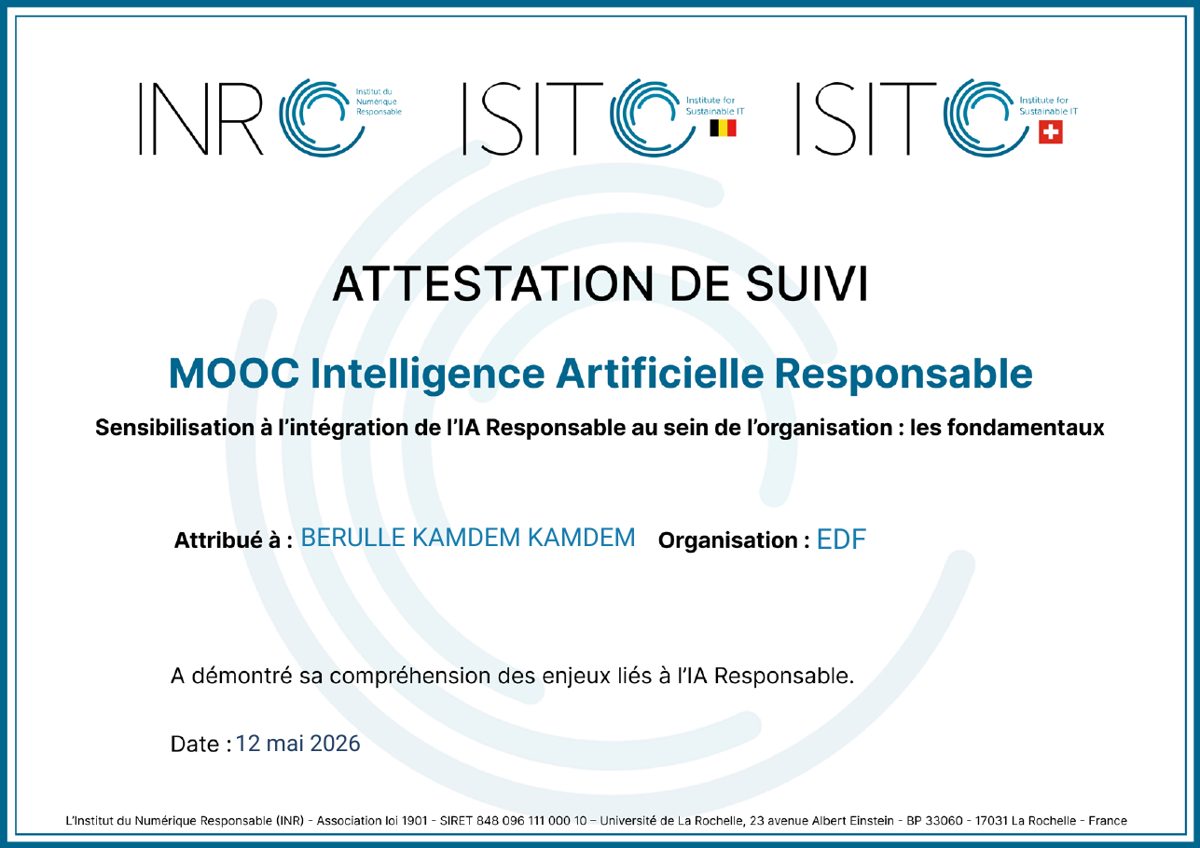 INR Institut du Numérique Responsable
ISIT Institute for Sustainable IT
ISIT Institute for Sustainable IT
ATTESTATION DE SUIVI
MOOC Intelligence Artificielle Responsable
Sensibilisation à l’intégration de l’IA Responsable au sein de l’organisation : les fondamentaux
Attribué à : BERULLE KAMDEM KAMDEM Organisation : EDF
A démontré sa compréhension des enjeux liés à l’IA Responsable.
Date : 12 mai 2026
L’Institut du Numérique Responsable (INR) - Association loi 1901 - SIRET 848 096 111 000 10 – Université de La Rochelle, 23 avenue Albert Einstein - BP 33060 - 17031 La Rochelle - France